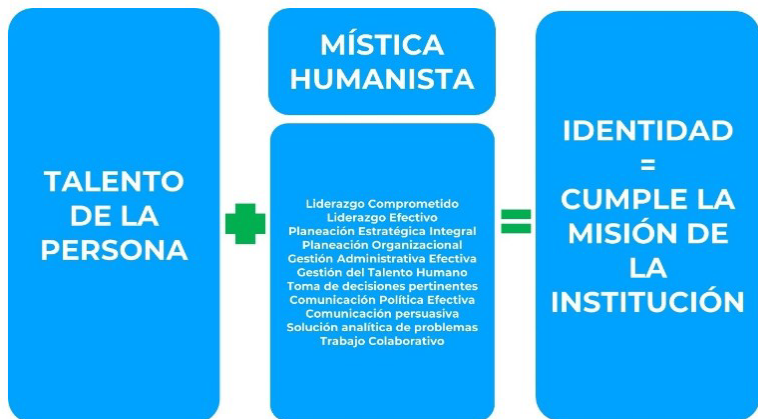 TALENTO
DE LA
PERSONA
+
MÍSTICA
HUMANISTA
Liderazgo Comprometido
Liderazgo Efectivo
Planeación Estratégica Integral
Planeación Organizacional
Gestión Administrativa Efectiva
Gestión del Talento Humano
Toma de decisiones pertinentes
Comunicación Política Efectiva
Comunicación persuasiva
Solución analítica de problemas
Trabajo Colaborativo
=
IDENTIDAD
=
CUMPLE LA
MISIÓN DE
LA
INSTITUCIÓN